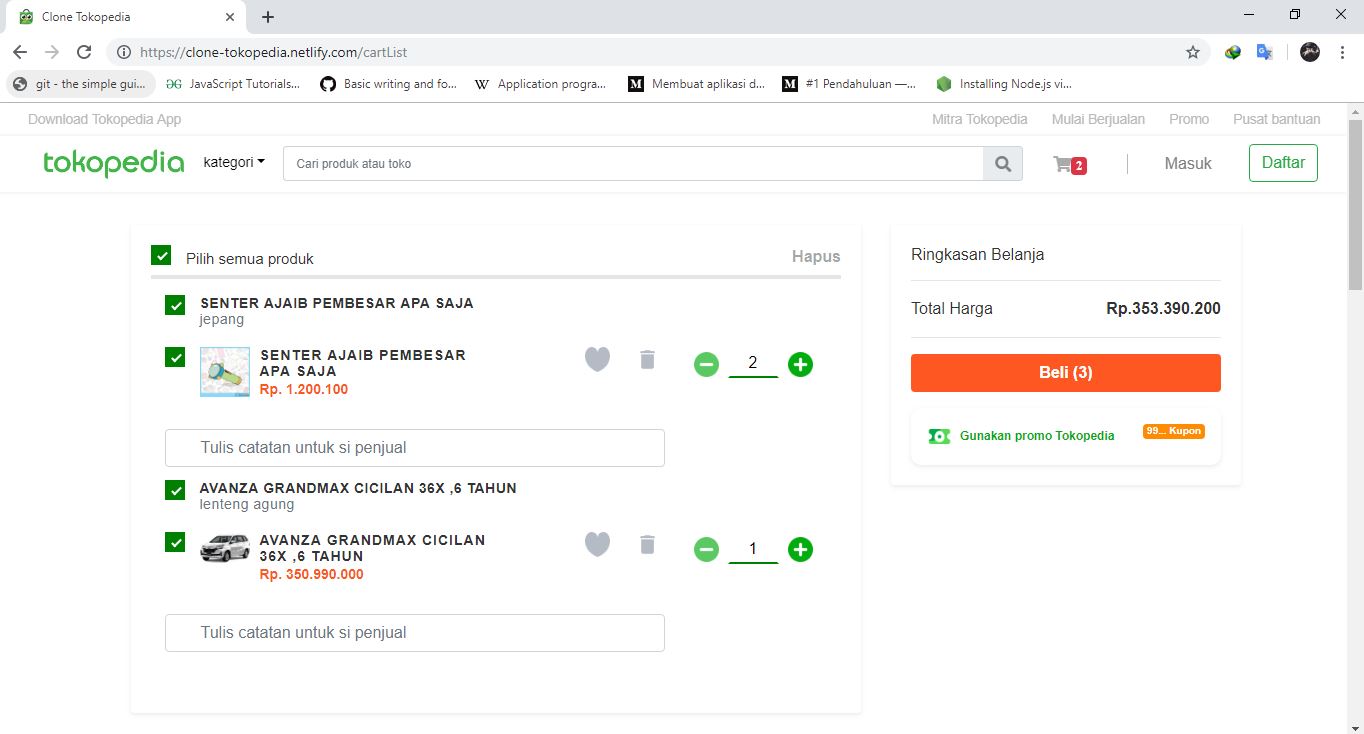 Clone Tokopedia
https://clone-tokopedia.netlify.com/cartList
git - the simple gui...
JavaScript Tutorials...
Basic writing and fo...
W Application progra...
M Membuat aplikasi d...
M #1 Pendahuluan —...
Installing Node.js vi...
Download Tokopedia App
Mitra Tokopedia
Mulai Berjualan
Promo
Pusat bantuan
tokopedia
kategori
Cari produk atau toko
2
Masuk
Daftar
Pilih semua produk
Hapus
SENTER AJAIB PEMBESAR APA SAJA
jepang
SENTER AJAIB PEMBESAR
APA SAJA
Rp. 1.200.100
2
Tulis catatan untuk si penjual
AVANZA GRANDMAX CICILAN 36X ,6 TAHUN
lenteng agung
AVANZA GRANDMAX CICILAN
36X ,6 TAHUN
Rp. 350.990.000
1
Tulis catatan untuk si penjual
Ringkasan Belanja
Total Harga
Rp.353.390.200
Beli (3)
Gunakan promo Tokopedia
99... Kupon